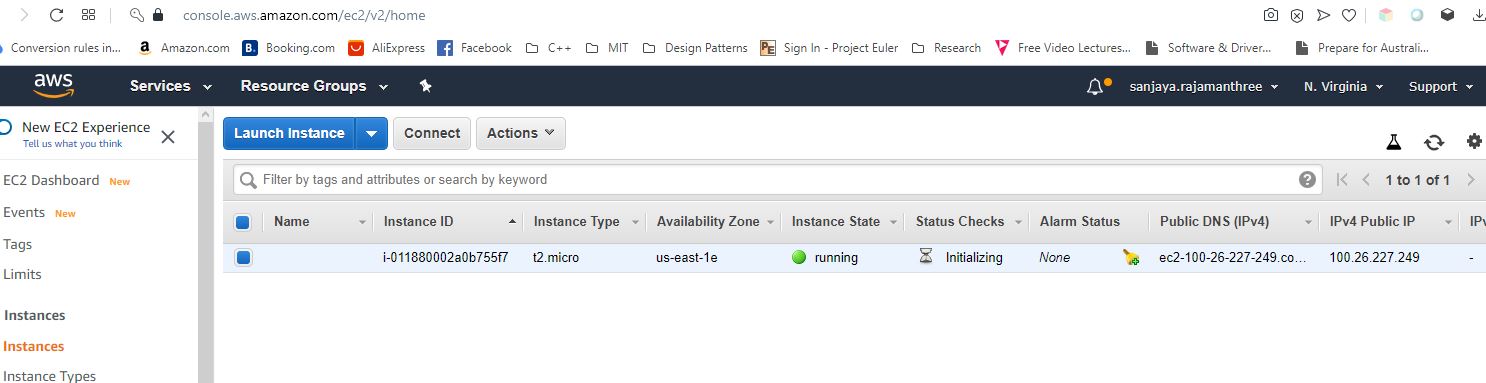 console.aws.amazon.com/ec2/v2/home
Conversion rules in... Amazon.com Booking.com AliExpress Facebook C++ MIT Design Patterns Sign In - Project Euler Research Free Video Lectures... Software & Driver... Prepare for Australi...
aws Services Resource Groups sanjaya.rajamanthree N. Virginia Support
New EC2 Experience
Tell us what you think
Launch Instance Connect Actions
Filter by tags and attributes or search by keyword 1 to 1 of 1
EC2 Dashboard New
Events New
Tags
Limits
Instances
Instances
Instance Types
Name Instance ID Instance Type Availability Zone Instance State Status Checks Alarm Status Public DNS (IPv4) IPv4 Public IP IPv
i-011880002a0b755f7 t2.micro us-east-1e running Initializing None ec2-100-26-227-249.co... 100.26.227.249 -